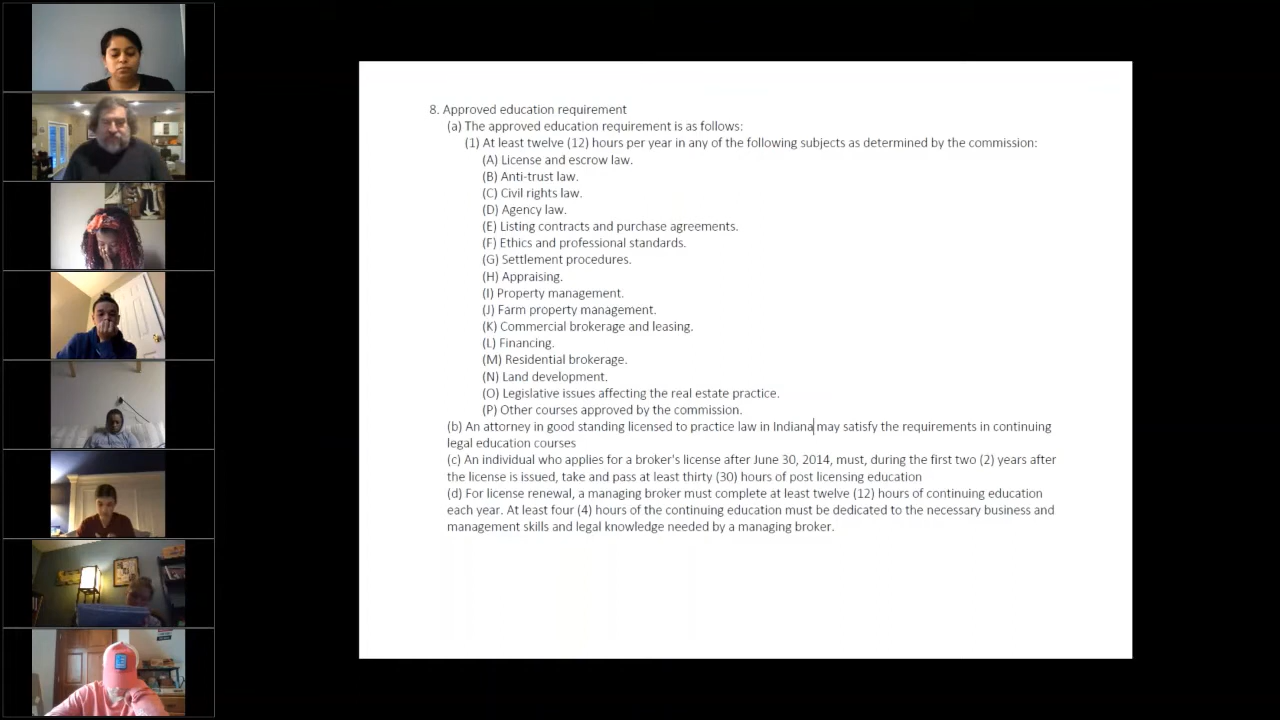 8. Approved education requirement
(a) The approved education requirement is as follows:
(1) At least twelve (12) hours per year in any of the following subjects as determined by the commission:
(A) License and escrow law.
(B) Anti-trust law.
(C) Civil rights law.
(D) Agency law.
(E) Listing contracts and purchase agreements.
(F) Ethics and professional standards.
(G) Settlement procedures.
(H) Appraising.
(I) Property management.
(J) Farm property management.
(K) Commercial brokerage and leasing.
(L) Financing.
(M) Residential brokerage.
(N) Land development.
(O) Legislative issues affecting the real estate practice.
(P) Other courses approved by the commission.
(b) An attorney in good standing licensed to practice law in Indiana may satisfy the requirements in continuing
legal education courses
(c) An individual who applies for a broker's license after June 30, 2014, must, during the first two (2) years after
the license is issued, take and pass at least thirty (30) hours of post licensing education
(d) For license renewal, a managing broker must complete at least twelve (12) hours of continuing education
each year. At least four (4) hours of the continuing education must be dedicated to the necessary business and
management skills and legal knowledge needed by a managing broker.